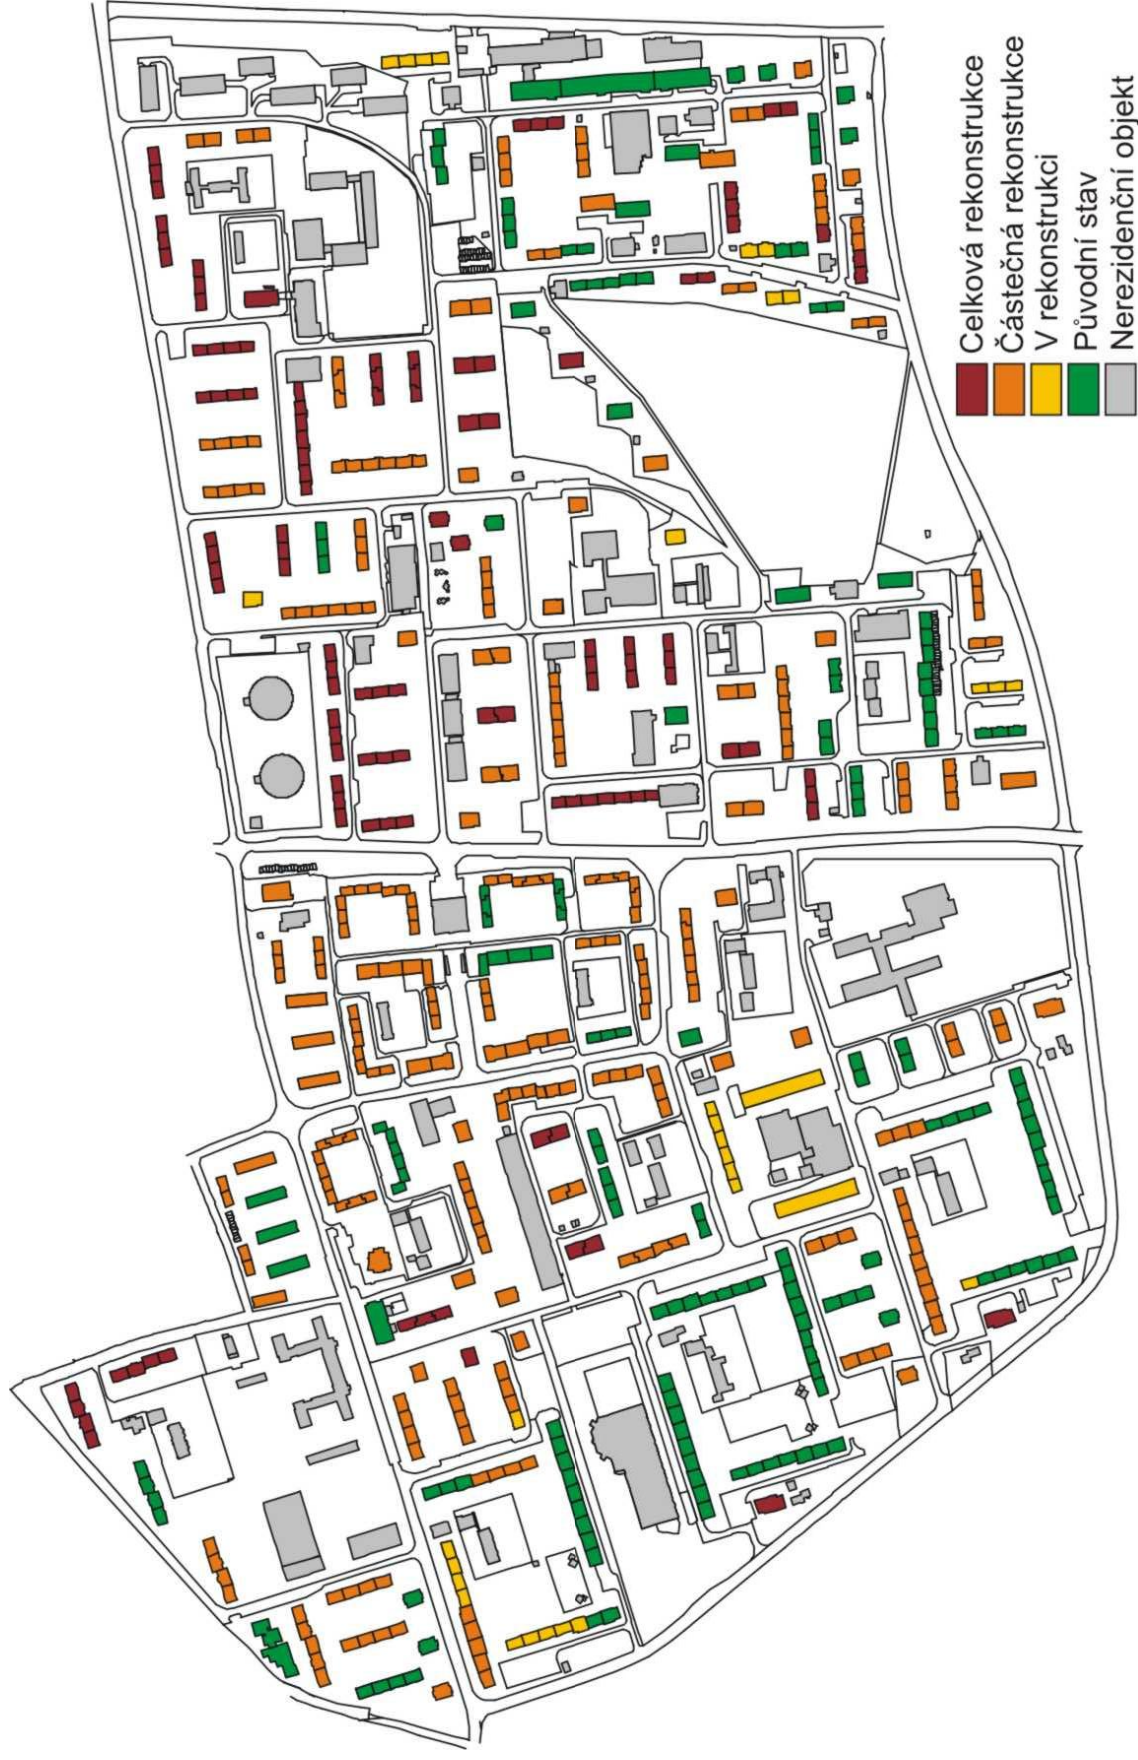 Celková rekonstrukce
Částečná rekonstrukce
V rekonstrukci
Původní stav
Nerezidenční objekt